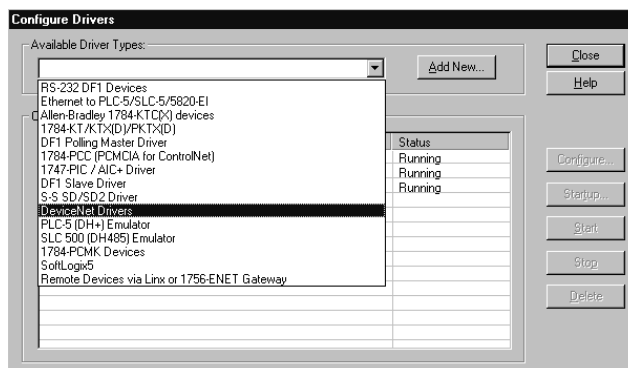 Configure Drivers
Available Driver Types:
Add New...
Close
Help
RS-232 DF1 Devices
Ethernet to PLC-5/SLC-5/5820-EI
Allen-Bradley 1784-KTC(X) devices
1784-KT/KTX(D)/PKTX(D)
DF1 Polling Master Driver
1784-PCC (PCMCIA for ControlNet)
1747-PIC / AIC+ Driver
DF1 Slave Driver
S-S SD/SD2 Driver
DeviceNet Drivers
PLC-5 (DH+) Emulator
SLC 500 (DH485) Emulator
1784-PCMK Devices
SoftLogix5
Remote Devices via Linx or 1756-ENET Gateway
Status
Running
Running
Running
Configure...
Startup...
Start
Stop
Delete